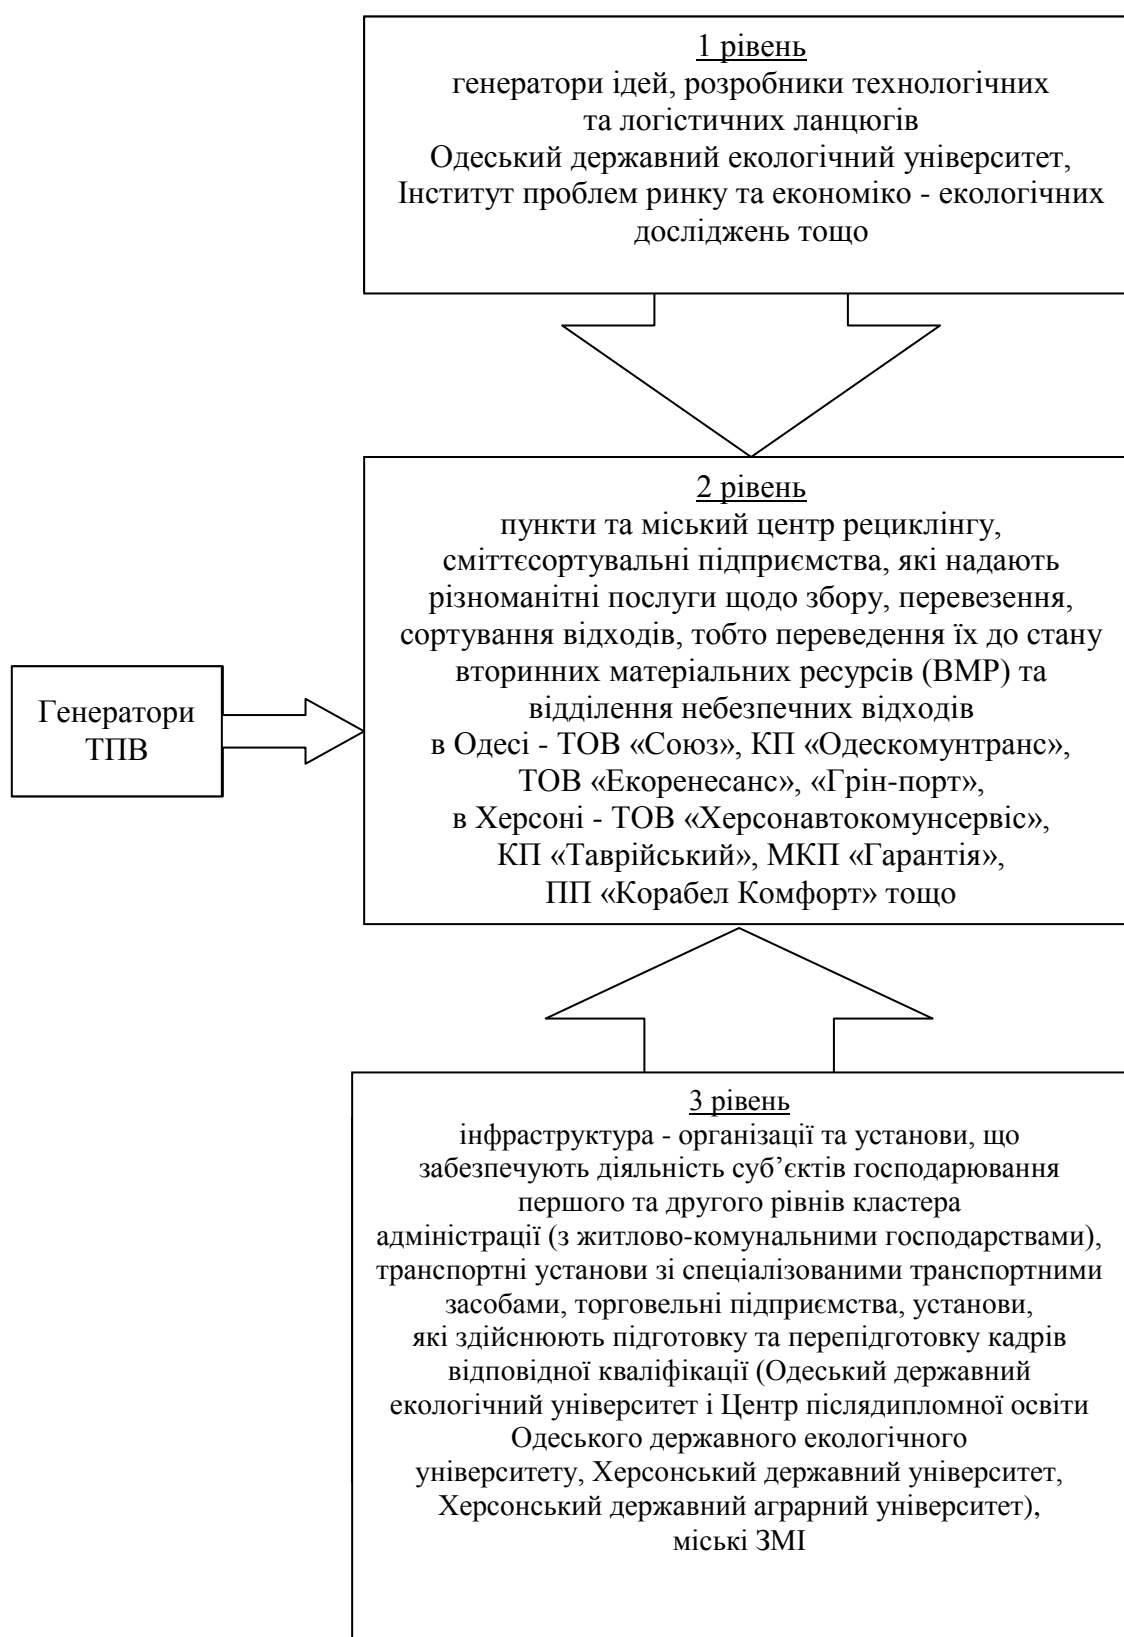 1 рівень
генератори ідей, розробники технологічних
та логістичних ланцюгів
Одеський державний екологічний університет,
Інститут проблем ринку та економіко - екологічних
досліджень тощо
2 рівень
пункти та міський центр рециклінгу,
сміттєсортувальні підприємства, які надають
різноманітні послуги щодо збору, перевезення,
сортування відходів, тобто переведення їх до стану
вторинних матеріальних ресурсів (ВМР) та
відділення небезпечних відходів
в Одесі - ТОВ «Союз», КП «Одескомунтранс»,
ТОВ «Екоренесанс», «Грін-порт»,
в Херсоні - ТОВ «Херсонавтокомунсервіс»,
КП «Таврійський», МКП «Гарантія»,
ПП «Корабел Комфорт» тощо
Генератори
ТПВ
3 рівень
інфраструктура - організації та установи, що
забезпечують діяльність суб’єктів господарювання
першого та другого рівнів кластера
адміністрації (з житлово-комунальними господарствами),
транспортні установи зі спеціалізованими транспортними
засобами, торговельні підприємства, установи,
які здійснюють підготовку та перепідготовку кадрів
відповідної кваліфікації (Одеський державний
екологічний університет і Центр післядипломної освіти
Одеського державного екологічного
університету, Херсонський державний університет,
Херсонський державний аграрний університет),
міські ЗМІ